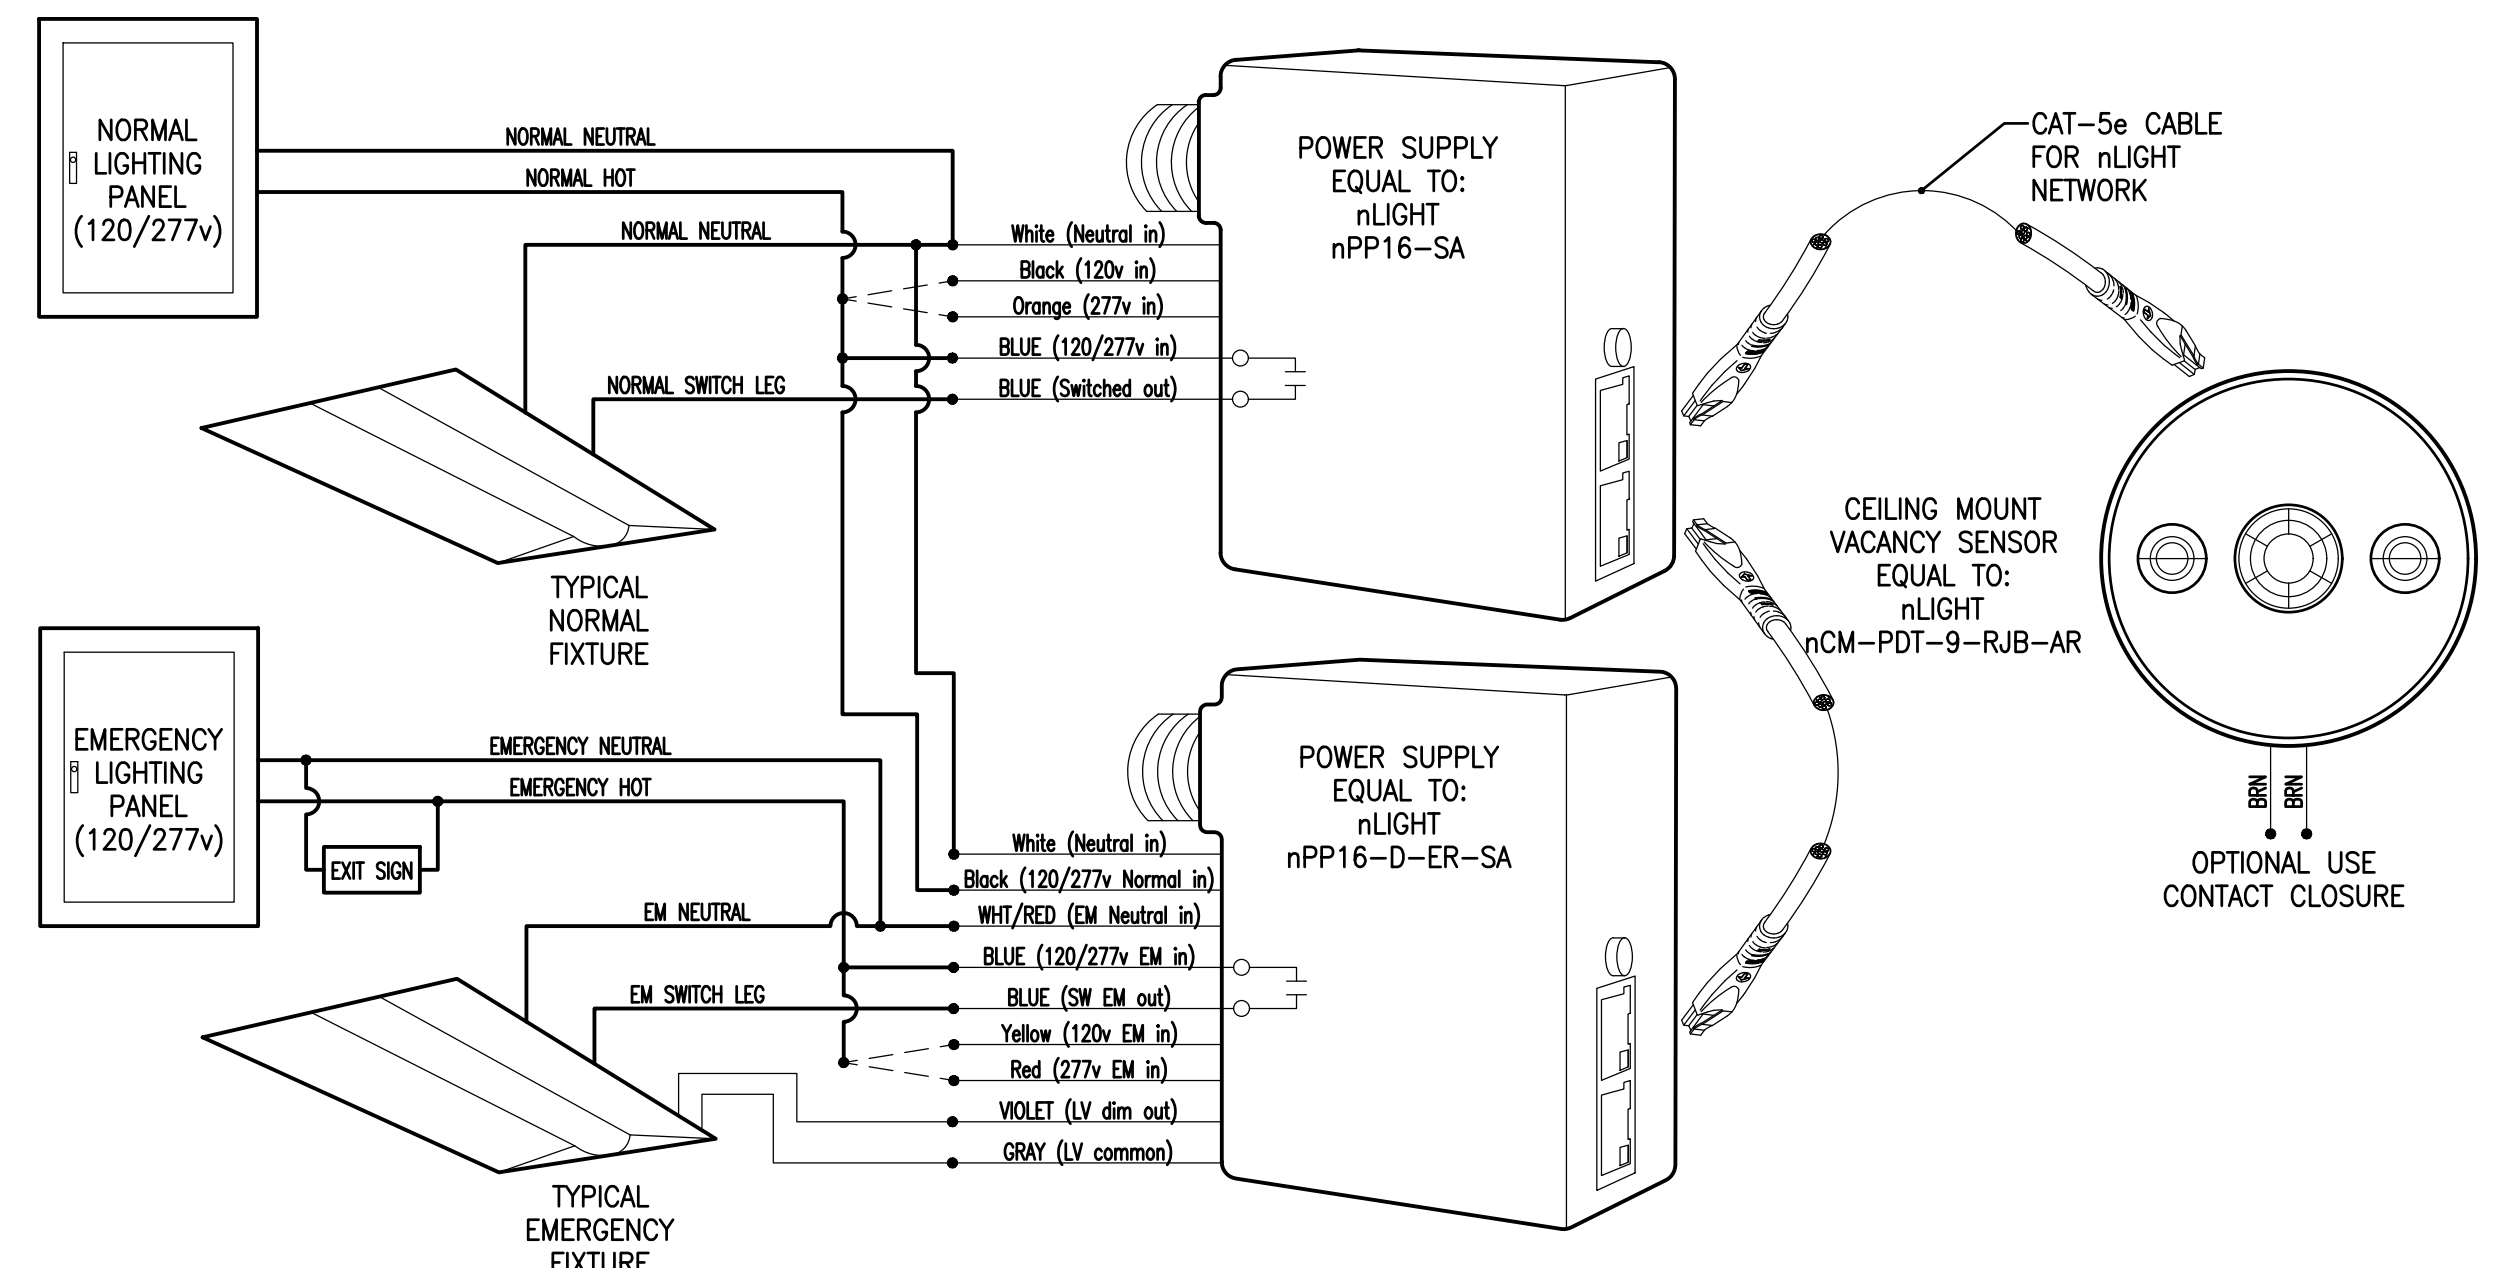 NORMAL
LIGHTING
PANEL
(120/277v)
NORMAL NEUTRAL
NORMAL HOT
NORMAL NEUTRAL
NORMAL SWITCH LEG
TYPICAL
NORMAL
FIXTURE
White (Neutral in)
Black (120v in)
Orange (277v in)
BLUE (120/277v in)
BLUE (Switched out)
POWER SUPPLY
EQUAL TO:
nLIGHT
nPP16-SA
CAT-5e CABLE
FOR nLIGHT
NETWORK
CEILING MOUNT
VACANCY SENSOR
EQUAL TO:
nLIGHT
nCM-PDT-9-RJB-AR
BRN
BRN
OPTIONAL USE
CONTACT CLOSURE
EMERGENCY
LIGHTING
PANEL
(120/277v)
EMERGENCY NEUTRAL
EMERGENCY HOT
EXIT SIGN
EM NEUTRAL
EM SWITCH LEG
White (Neutral in)
Black (120/277v Normal in)
WHT/RED (EM Neutral in)
BLUE (120/277v EM in)
BLUE (SW EM out)
Yellow (120v EM in)
Red (277v EM in)
VIOLET (LV dim out)
GRAY (LV common)
POWER SUPPLY
EQUAL TO:
nLIGHT
nPP16-D-ER-SA
TYPICAL
EMERGENCY
FIXTURE